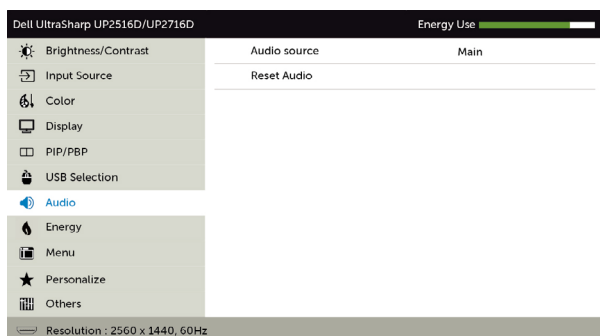 Dell UltraSharp UP2516D/UP2716D Energy Use
Brightness/Contrast Audio source Main
Input Source Reset Audio
Color
Display
PIP/PBP
USB Selection
Audio
Energy
Menu
Personalize
Others
Resolution : 2560 x 1440, 60Hz